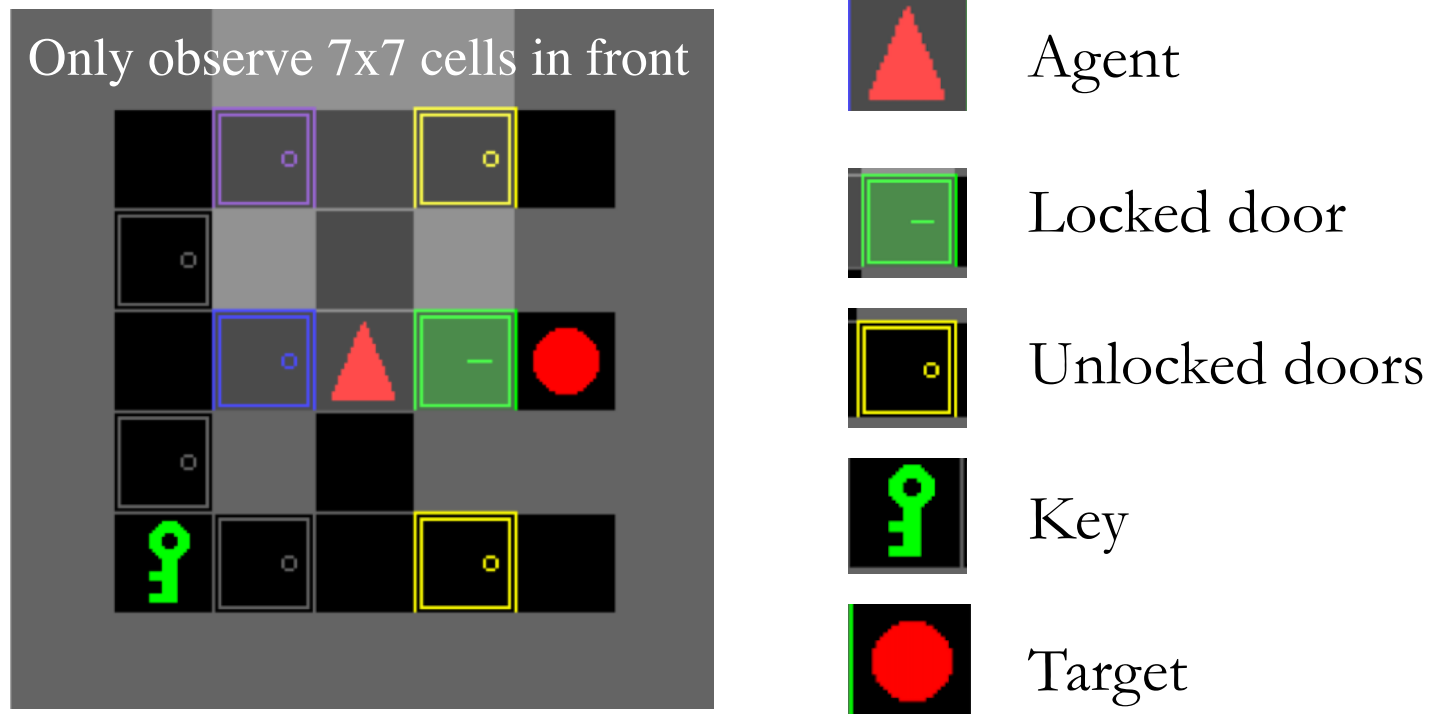 Only observe 7x7 cells in front
Agent
Locked door
Unlocked doors
Key
Target